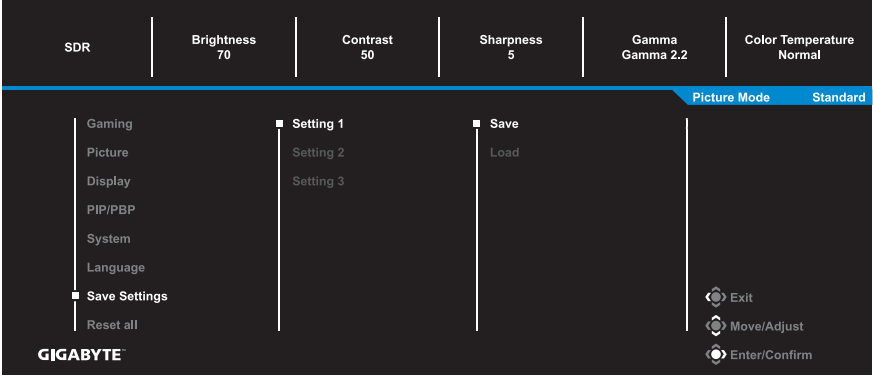 SDR
Brightness
70
Contrast
50
Sharpness
5
Gamma
Gamma 2.2
Color Temperature
Normal
Picture Mode Standard
Gaming
Picture
Display
PIP/PBP
System
Language
Save Settings
Reset all
Setting 1
Setting 2
Setting 3
Save
Load
Exit
Move/Adjust
Enter/Confirm
GIGABYTE™